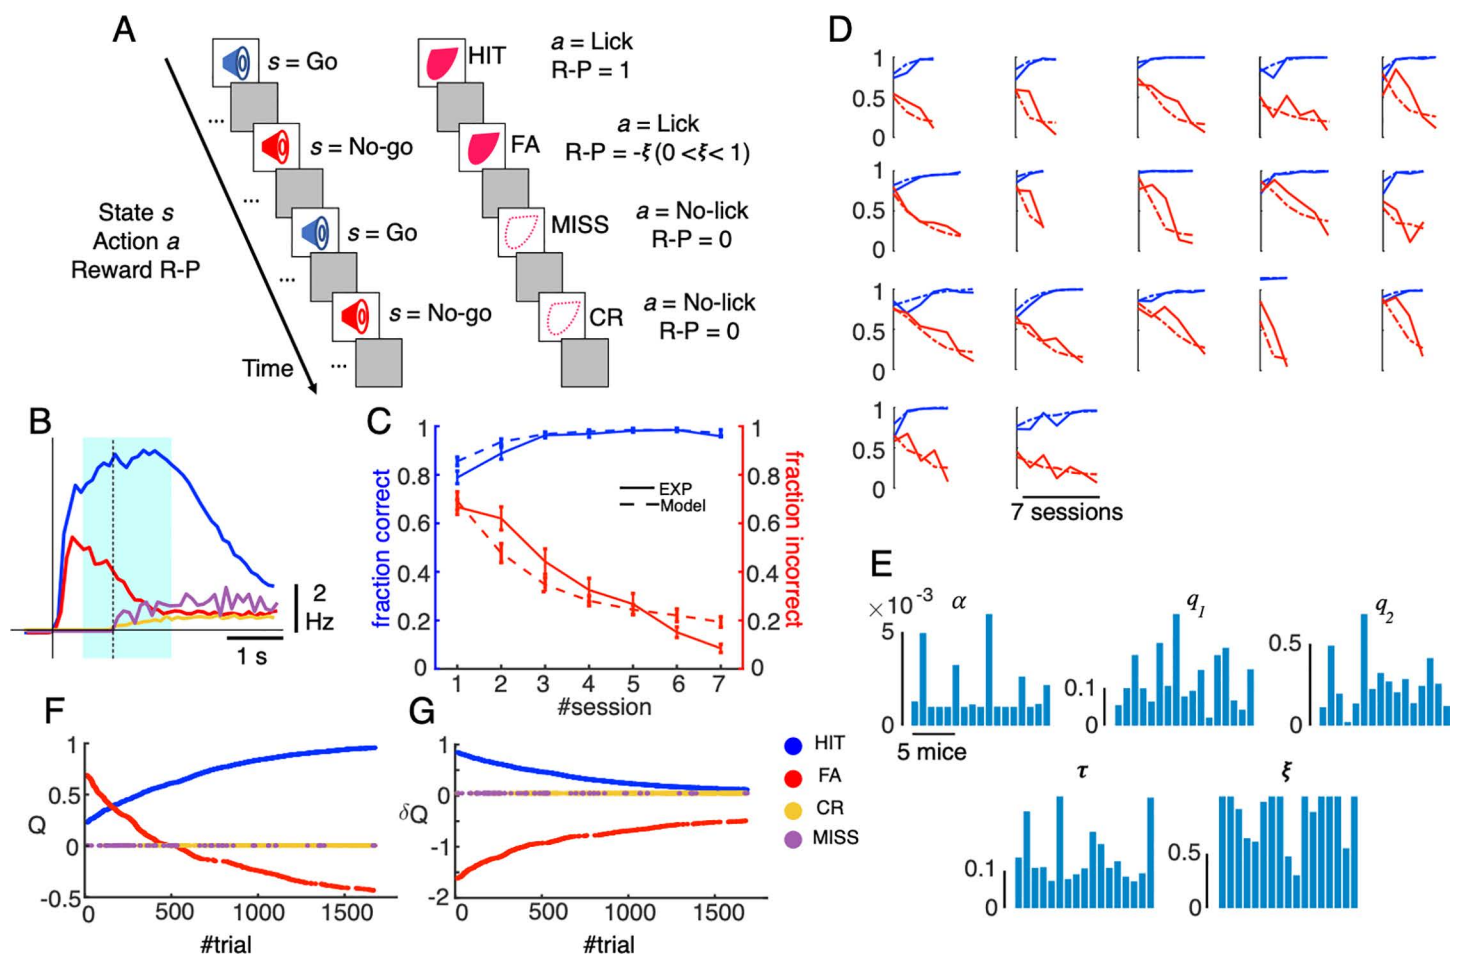 A
s = Go
...
s = No-go
...
s = Go
...
s = No-go
...
State s
Action a
Reward R-P
Time
HIT
a = Lick
R-P = 1
FA
a = Lick
R-P = -ξ (0 <ξ< 1)
MISS
a = No-lick
R-P = 0
CR
a = No-lick
R-P = 0
B
2
Hz
1 s
C
fraction correct
1
0.8
0.6
0.4
0.2
0
EXP
Model
1
0.8
0.6
0.4
0.2
0
fraction incorrect
1 2 3 4 5 6 7
#session
D
1
0.5
0
1
0.5
0
1
0.5
0
1
0.5
0
7 sessions
E
×10⁻³
α
5
0
5 mice
q₁
0.1
0
q₂
0.5
0
τ
0.1
0
ξ
0.5
0
F
Q
1
0.5
0
-0.5
0 500 1000 1500
#trial
G
δQ
1
0
-1
-2
0 500 1000 1500
#trial
HIT
FA
CR
MISS